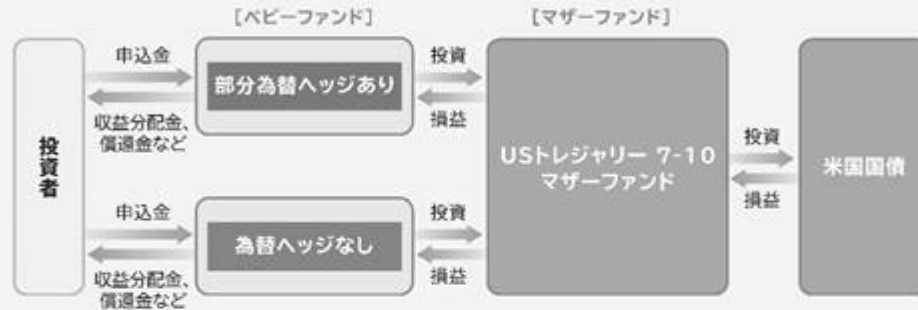 [ベビーファンド]
[マザーファンド]
投資者
申込金
収益分配金、
償還金など
部分為替ヘッジあり
投資
損益
申込金
収益分配金、
償還金など
為替ヘッジなし
投資
損益
USトレジャリー 7-10
マザーファンド
投資
損益
米国国債